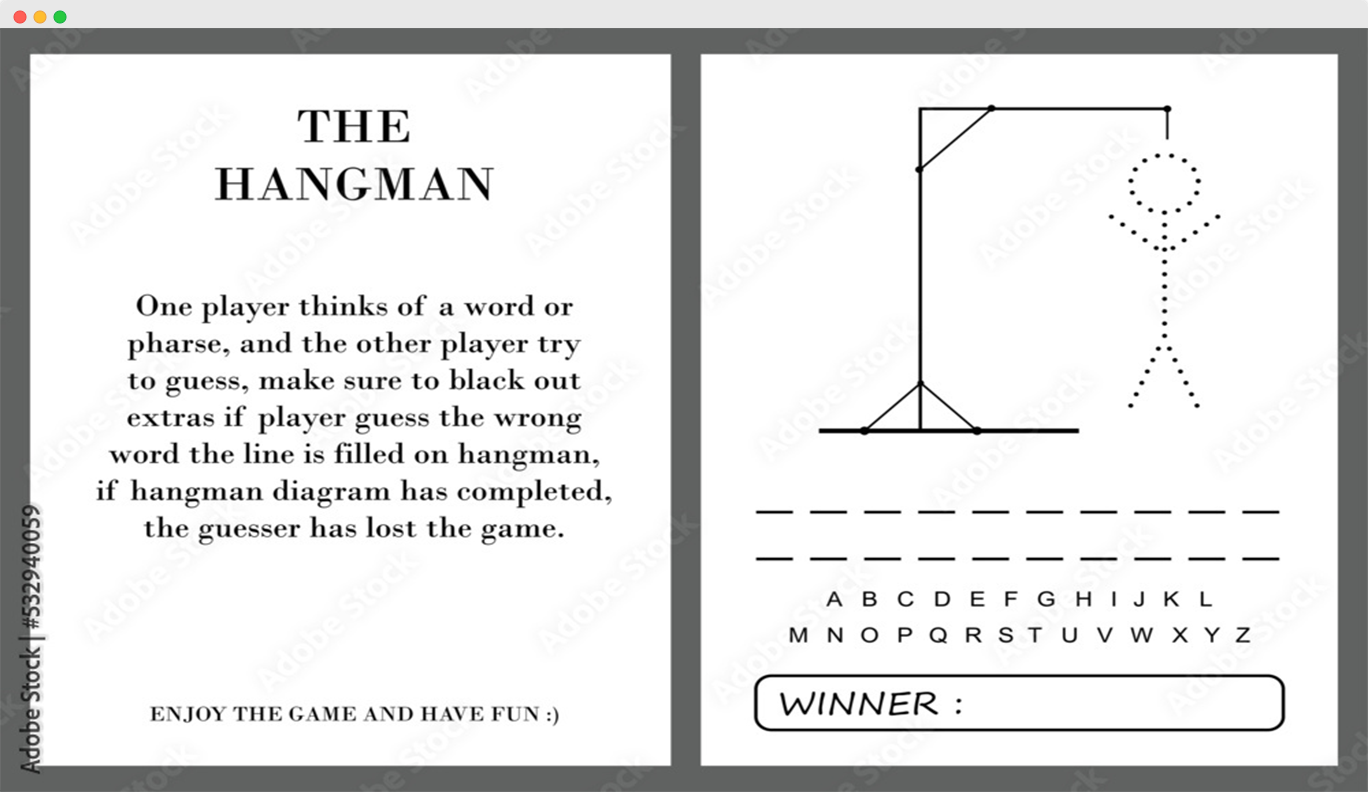 THE
HANGMAN
One player thinks of a word or
pharse, and the other player try
to guess, make sure to black out
extras if player guess the wrong
word the line is filled on hangman,
if hangman diagram has completed,
the guesser has lost the game.
ENJOY THE GAME AND HAVE FUN :)
A B C D E F G H I J K L
M N O P Q R S T U V W X Y Z
WINNER :
Adobe Stock | #532940059
Adobe Stock